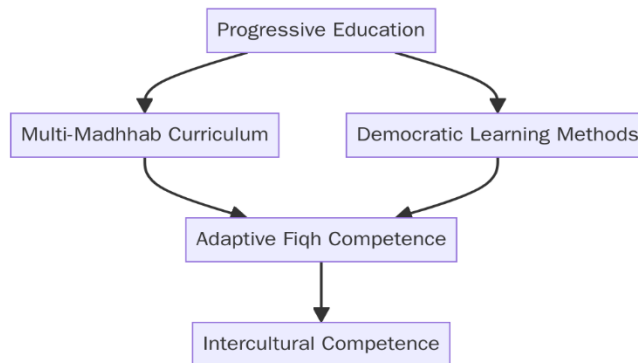 Progressive Education
Multi-Madhhab Curriculum
Democratic Learning Methods
Adaptive Fiqh Competence
Intercultural Competence